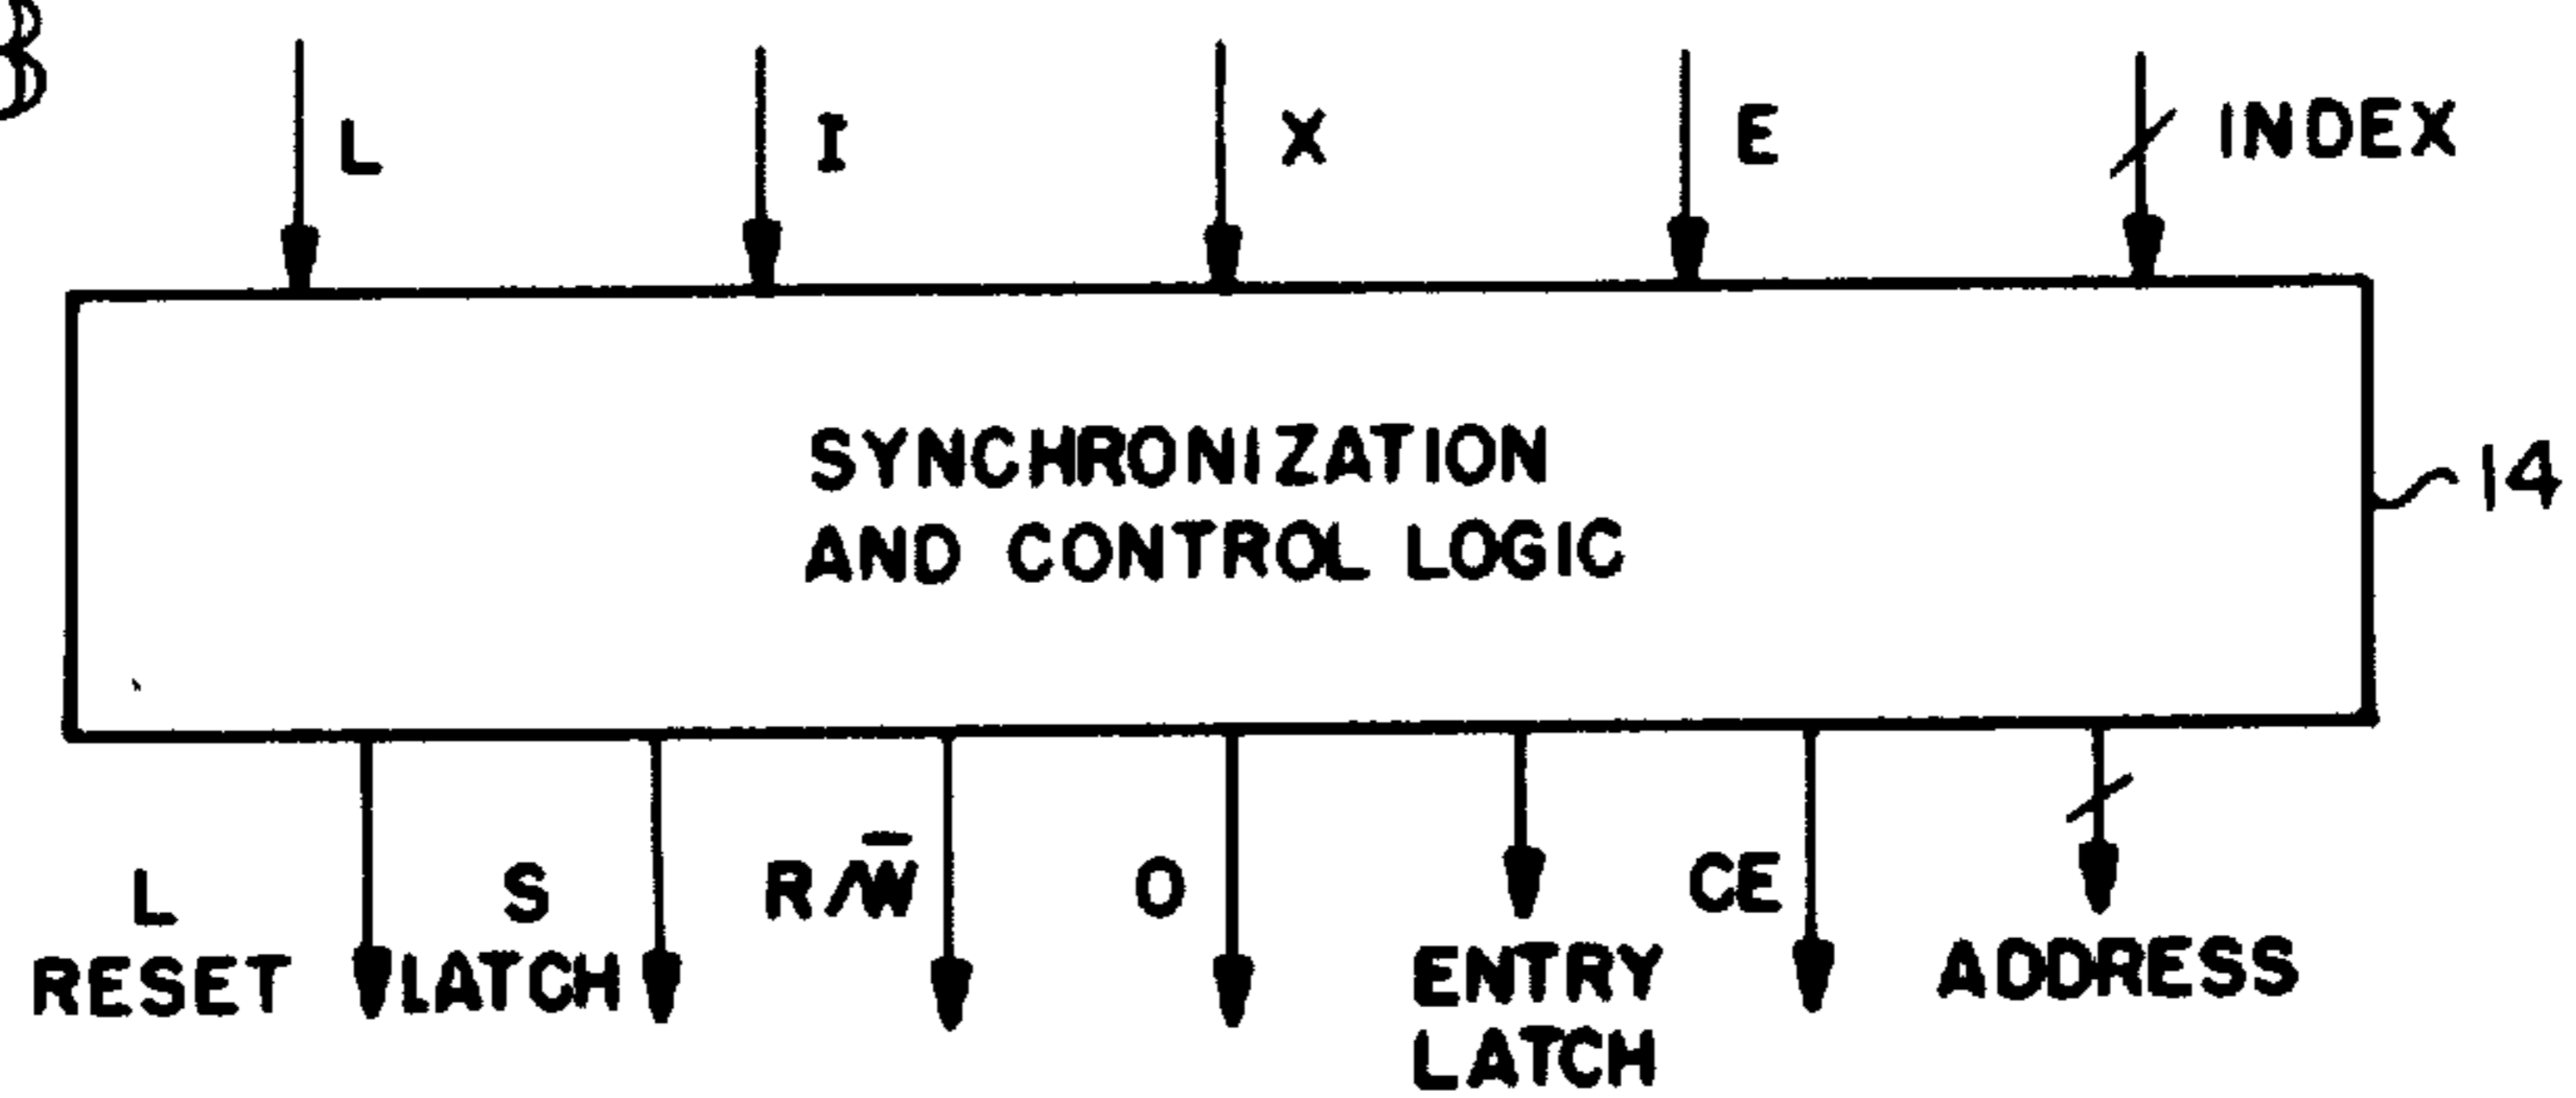 L I X E INDEX
SYNCHRONIZATION
AND CONTROL LOGIC
14
L S R/W̅ O CE
RESET LATCH ENTRY ADDRESS
LATCH